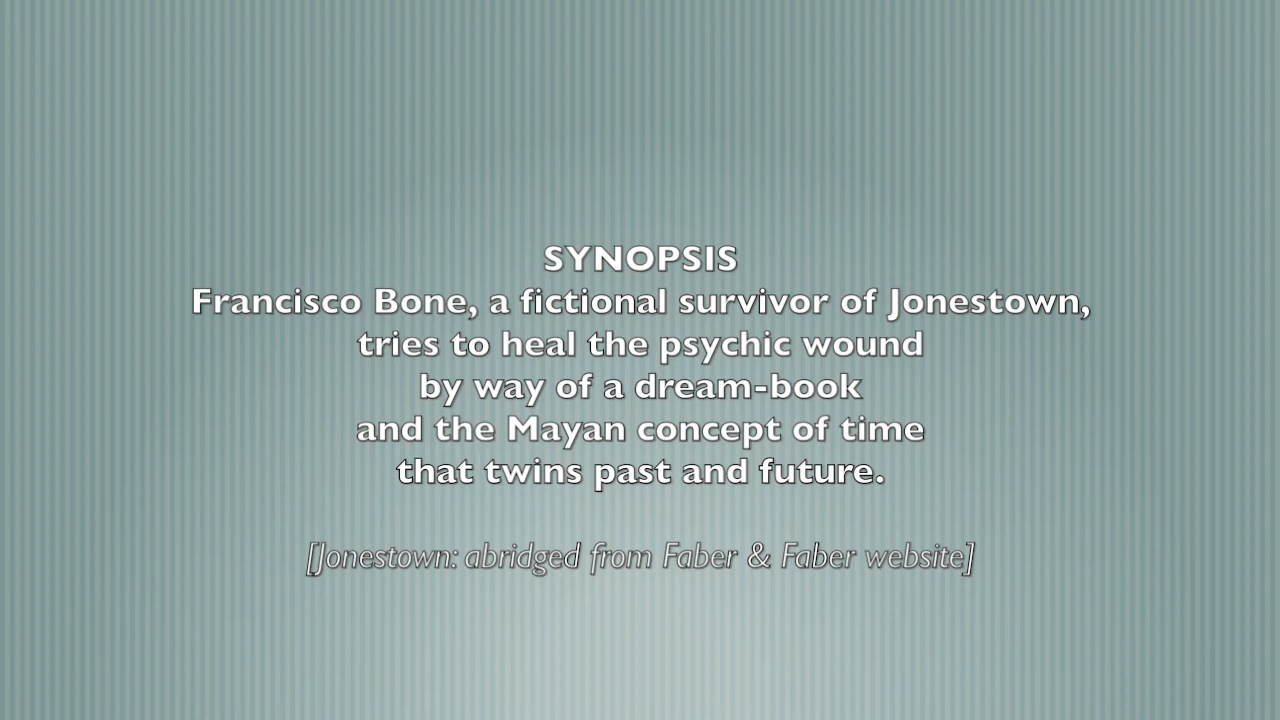 SYNOPSIS
Francisco Bone, a fictional survivor of Jonestown,
tries to heal the psychic wound
by way of a dream-book
and the Mayan concept of time
that twins past and future.
[Jonestown: abridged from Faber & Faber website]